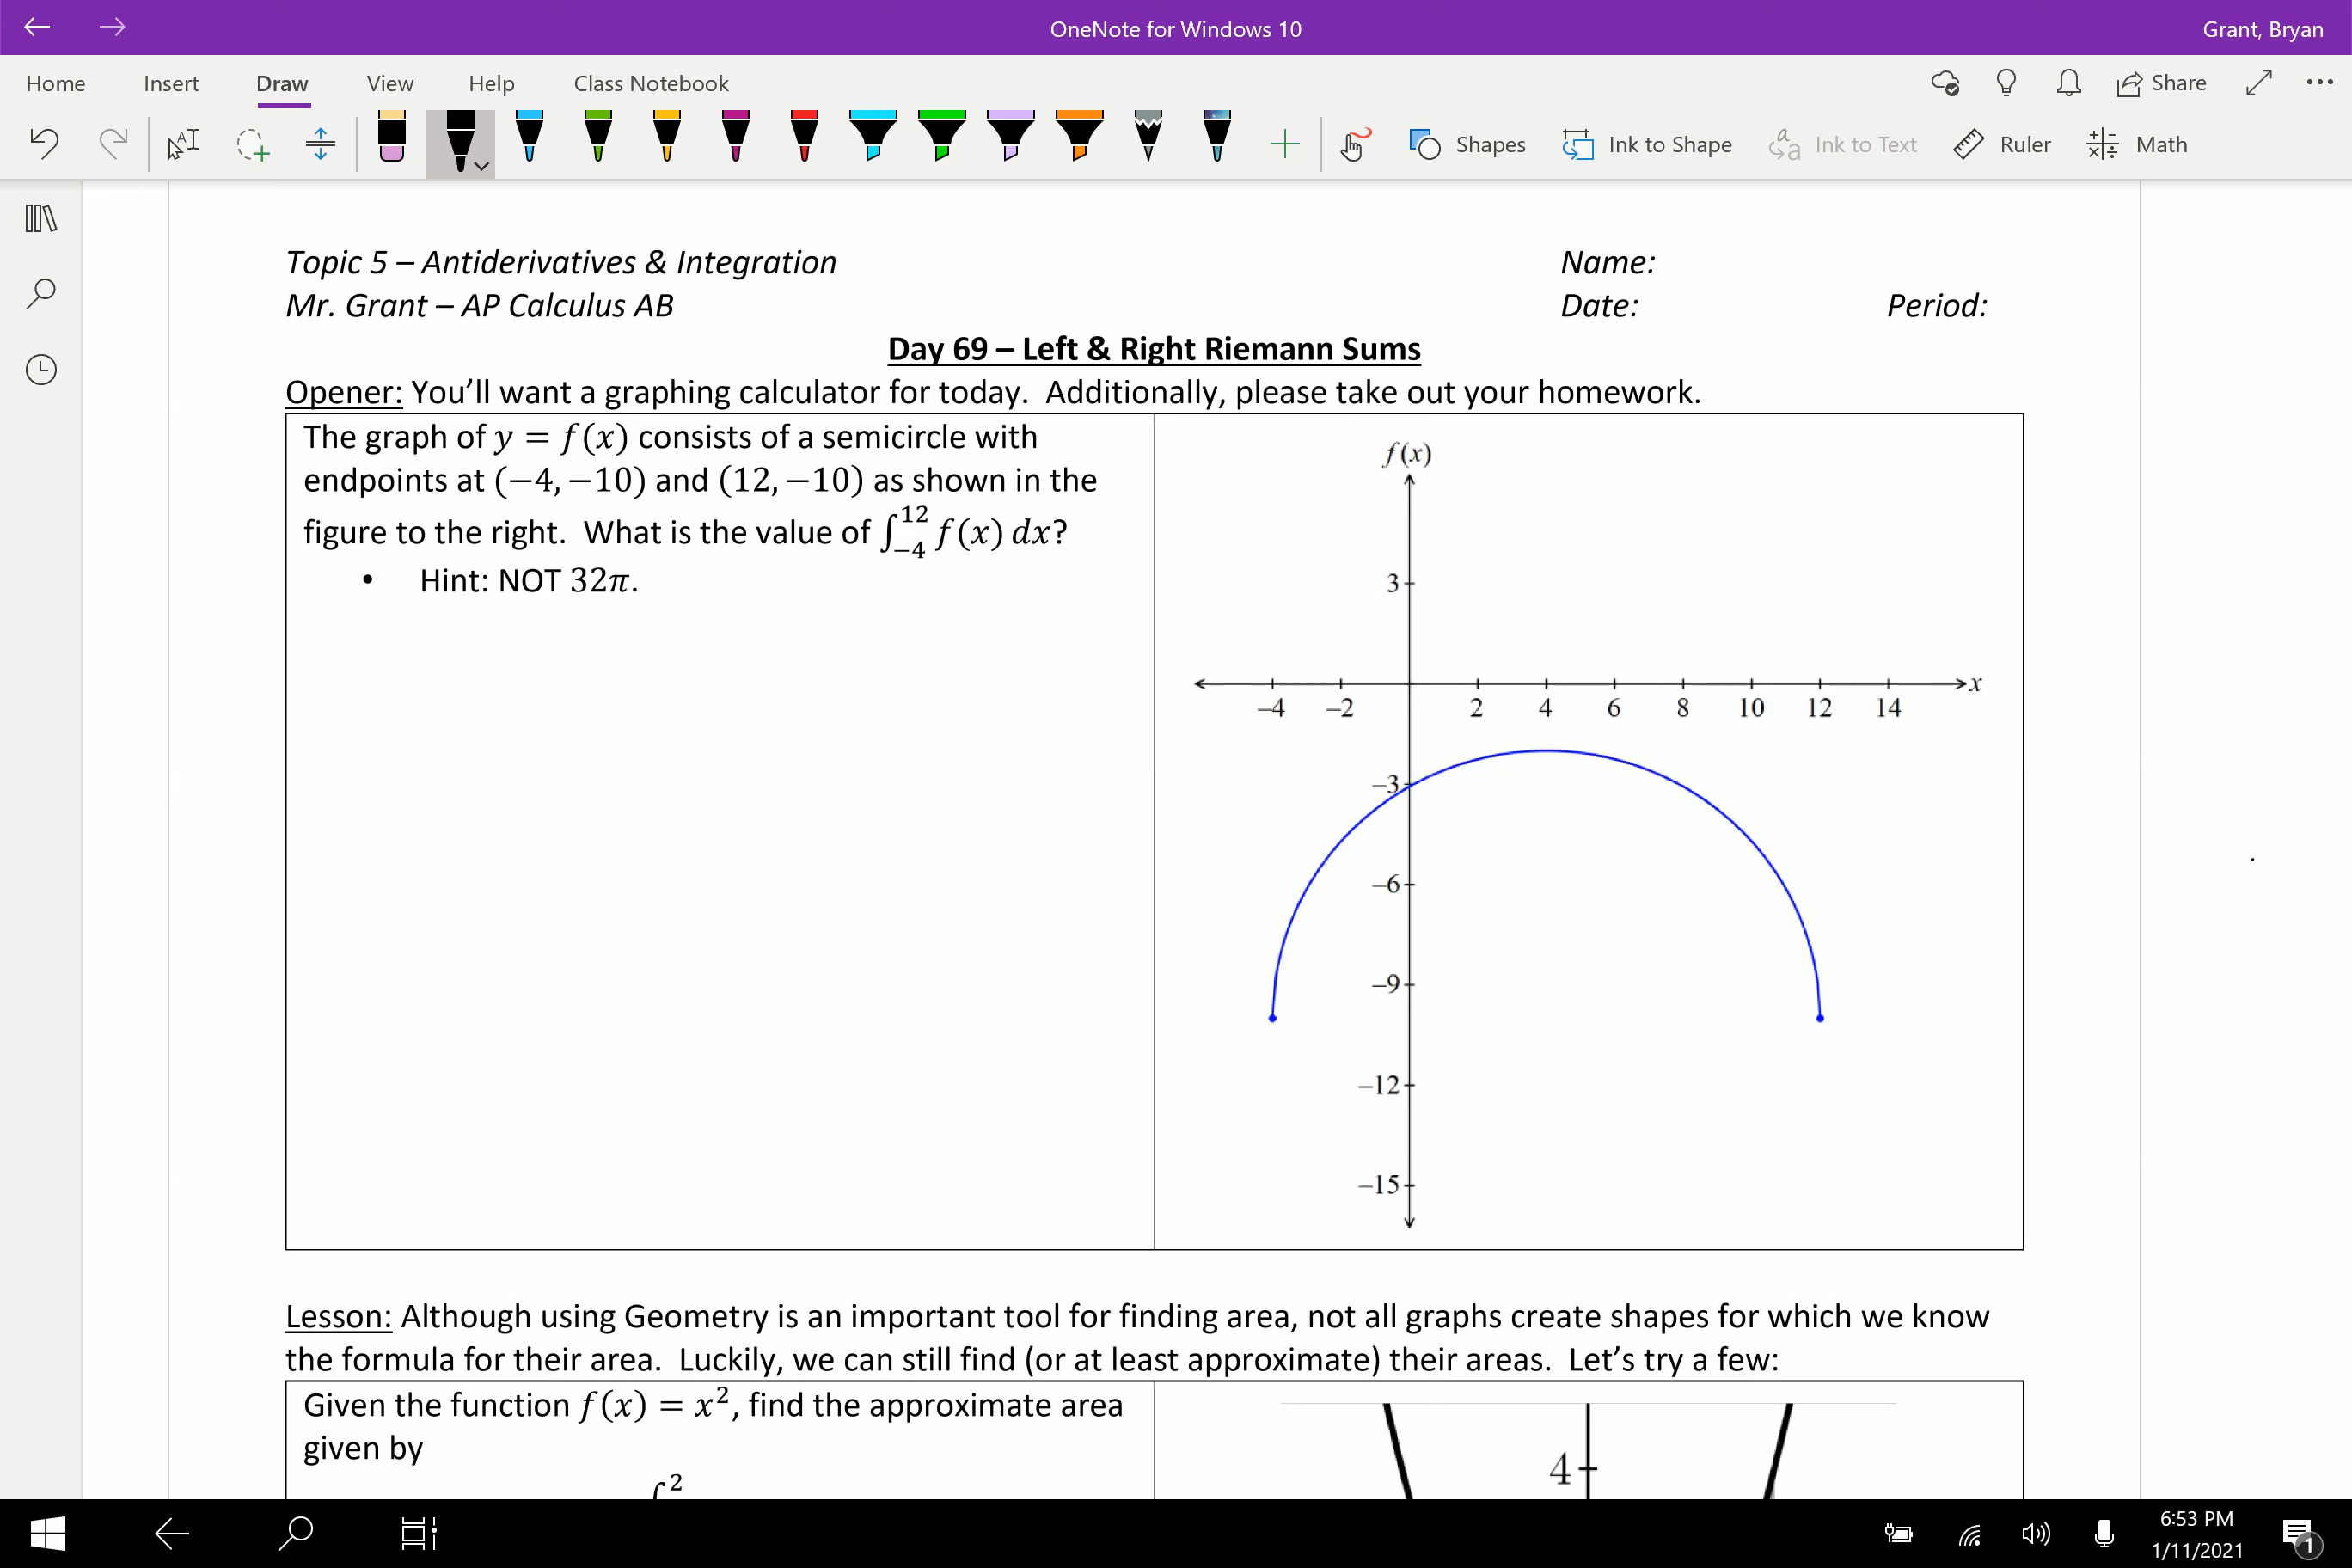 OneNote for Windows 10
Grant, Bryan
Home Insert Draw View Help Class Notebook
Share
Shapes Ink to Shape Ink to Text Ruler Math
Topic 5 – Antiderivatives & Integration
Name:
Mr. Grant – AP Calculus AB
Date: Period:
Day 69 – Left & Right Riemann Sums
Opener: You’ll want a graphing calculator for today. Additionally, please take out your homework.
The graph of y = f(x) consists of a semicircle with
endpoints at (−4, −10) and (12, −10) as shown in the
figure to the right. What is the value of ∫₋₄¹² f(x) dx?
• Hint: NOT 32π.
f(x)
3
x
−4 −2 2 4 6 8 10 12 14
−3
−6
−9
−12
−15
Lesson: Although using Geometry is an important tool for finding area, not all graphs create shapes for which we know
the formula for their area. Luckily, we can still find (or at least approximate) their areas. Let’s try a few:
Given the function f(x) = x², find the approximate area
given by
∫²
4
6:53 PM
1/11/2021
1